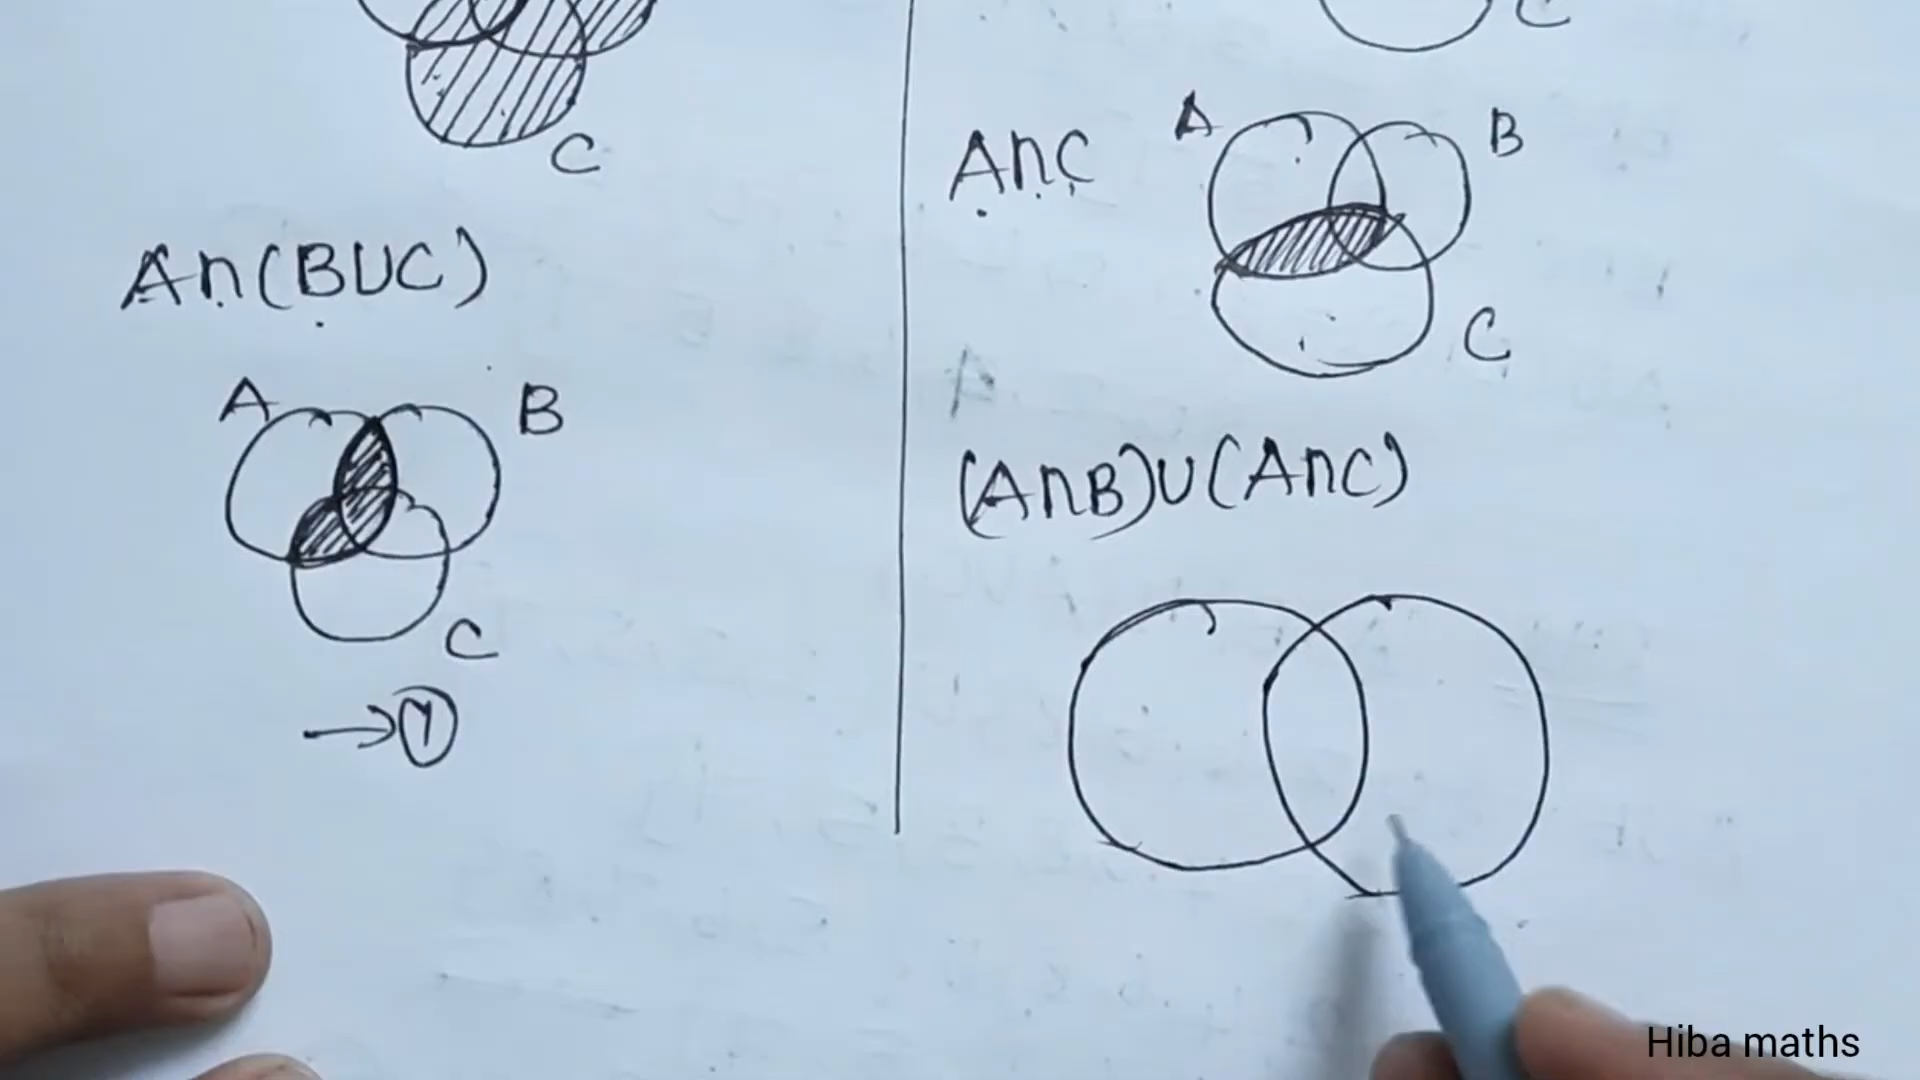 C
A∩(B∪C)
A B
C
→①
C
A∩C
A B
C
A
(A∩B)∪(A∩C)
Hiba maths